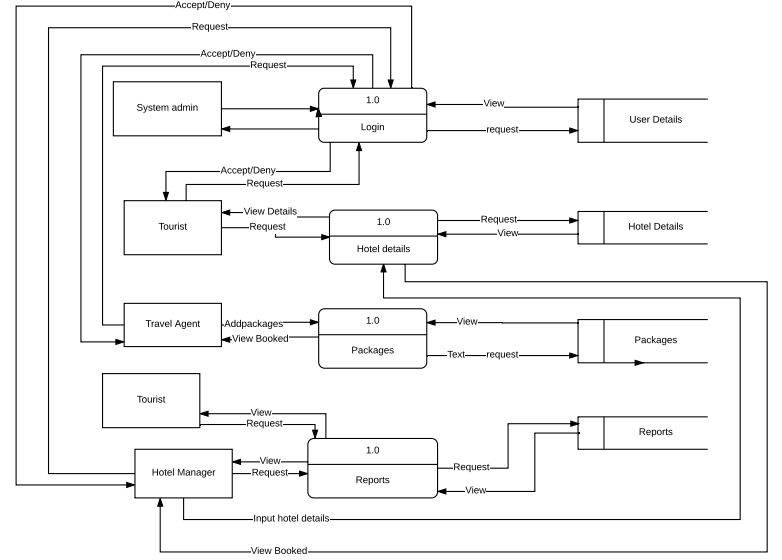 Accept/Deny
Request
Accept/Deny
Request
System admin
1.0
Login
View
request
User Details
Accept/Deny
Request
Tourist
View Details
Request
1.0
Hotel details
Request
View
Hotel Details
Travel Agent
Addpackages
View Booked
1.0
Packages
View
Text
request
Packages
Tourist
View
Request
Hotel Manager
View
Request
1.0
Reports
Request
View
Reports
Input hotel details
View Booked